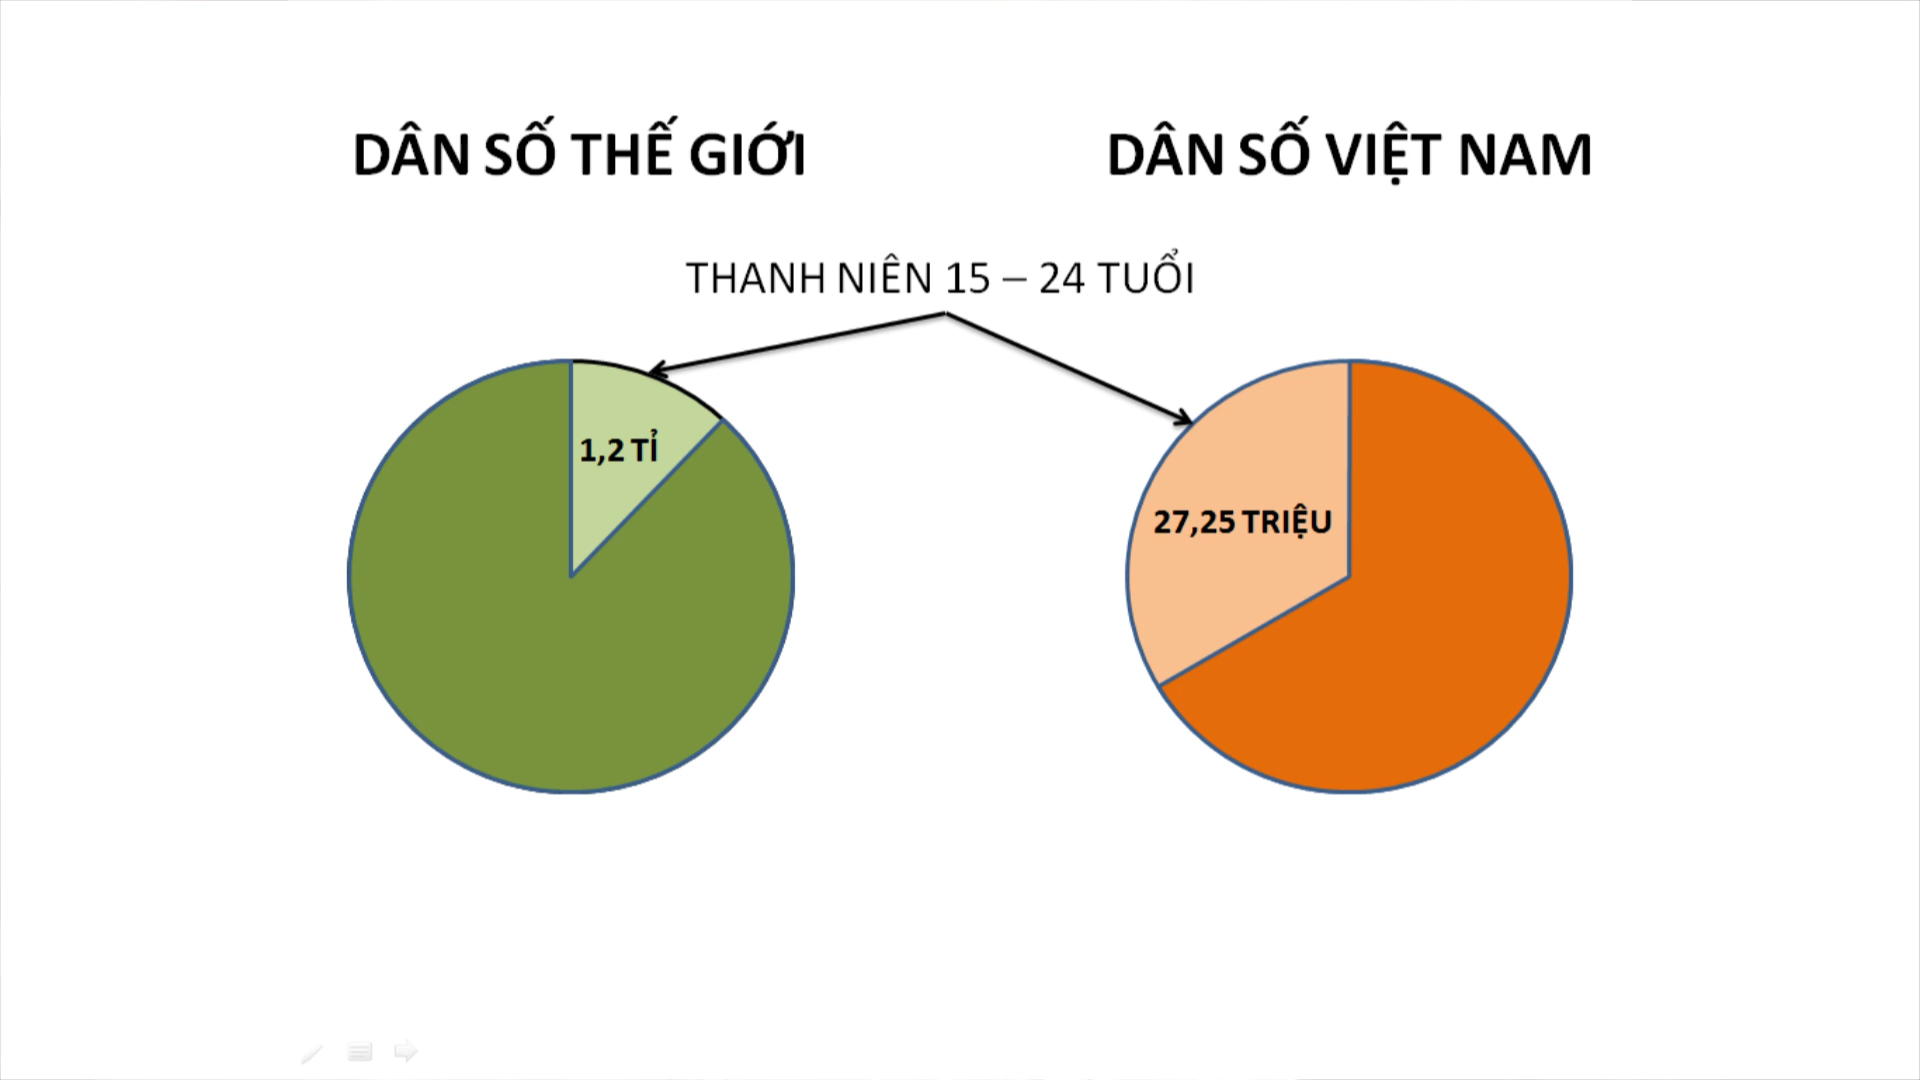 DÂN SỐ THẾ GIỚI
DÂN SỐ VIỆT NAM
THANH NIÊN 15 – 24 TUỔI
1,2 TỈ
27,25 TRIỆU